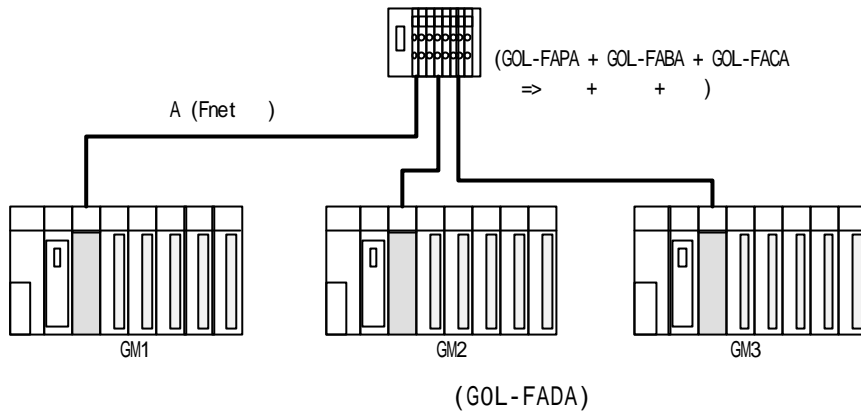 (GOL-FAPA + GOL-FABA + GOL-FACA
=> + + )
A (Fnet )
GM1
GM2
GM3
(GOL-FADA)